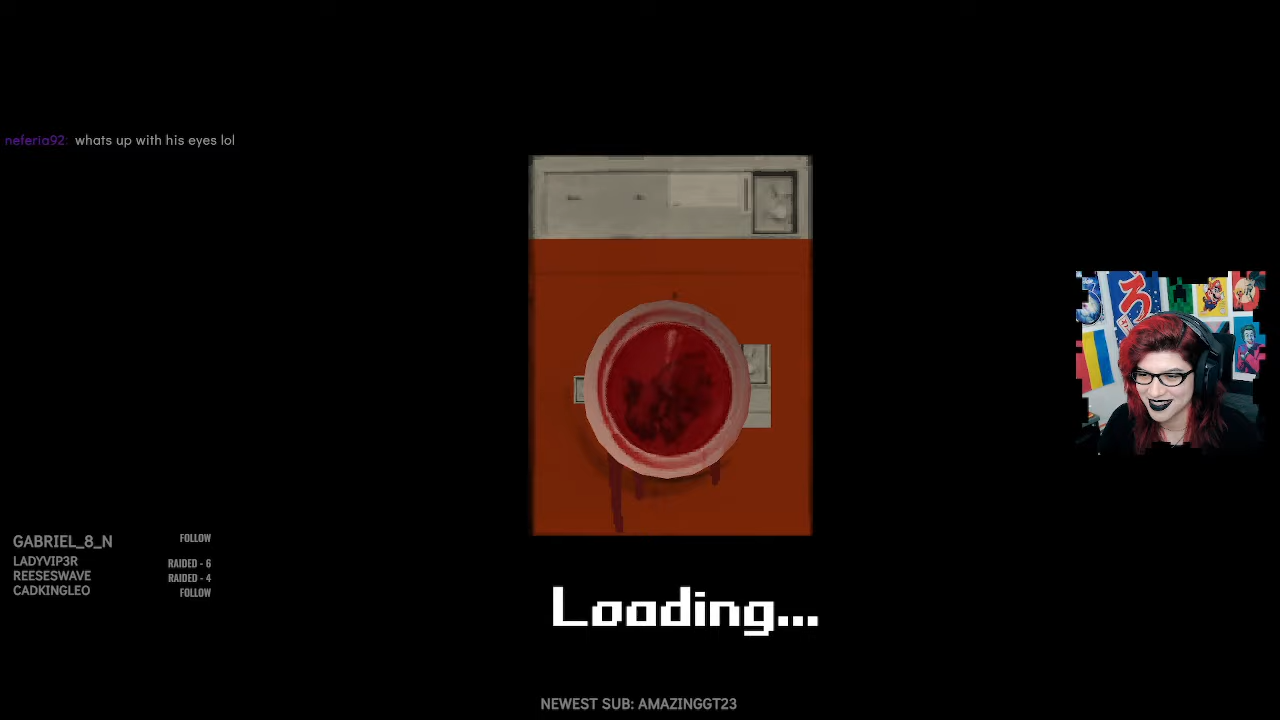 neferia92: whats up with his eyes lol
GABRIEL_8_N FOLLOW
LADYVIP3R RAIDED - 6
REESESWAVE RAIDED - 4
CADKINGLEO FOLLOW
Loading...
NEWEST SUB: AMAZINGGT23
ろ